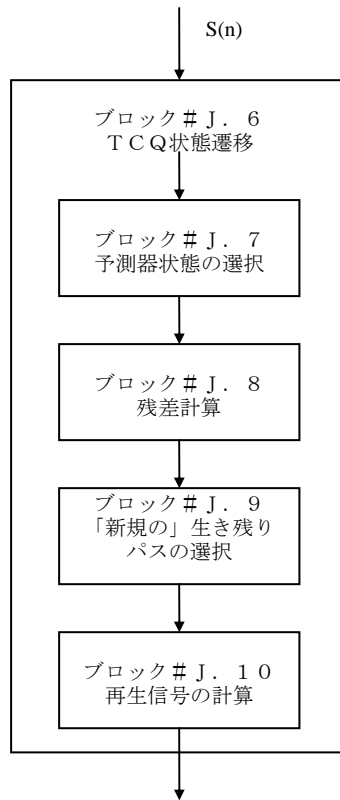 S(n)
ブロック＃Ｊ．６
ＴＣＱ状態遷移
ブロック＃Ｊ．７
予測器状態の選択
ブロック＃Ｊ．８
残差計算
ブロック＃Ｊ．９
「新規の」生き残り
パスの選択
ブロック＃Ｊ．１０
再生信号の計算